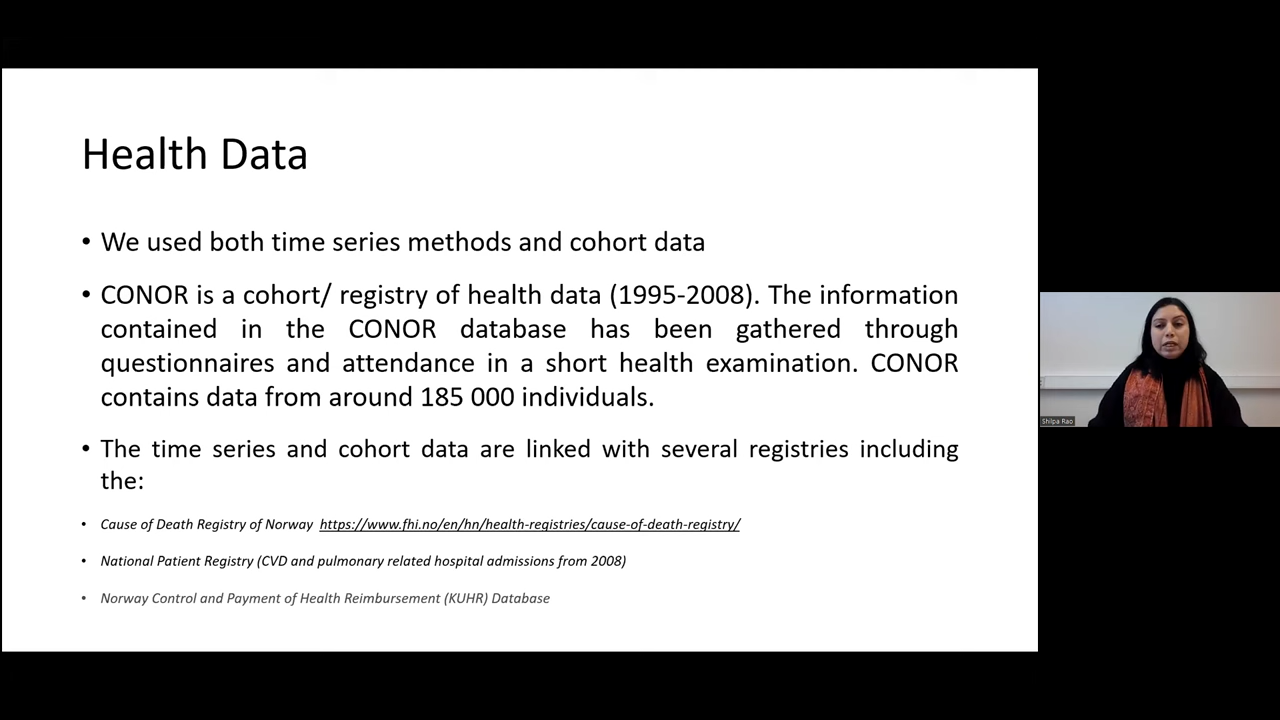 Health Data
• We used both time series methods and cohort data
• CONOR is a cohort/ registry of health data (1995-2008). The information
contained in the CONOR database has been gathered through
questionnaires and attendance in a short health examination. CONOR
contains data from around 185 000 individuals.
• The time series and cohort data are linked with several registries including
the:
• Cause of Death Registry of Norway https://www.fhi.no/en/hn/health-registries/cause-of-death-registry/
• National Patient Registry (CVD and pulmonary related hospital admissions from 2008)
• Norway Control and Payment of Health Reimbursement (KUHR) Database
Shilpa Rao